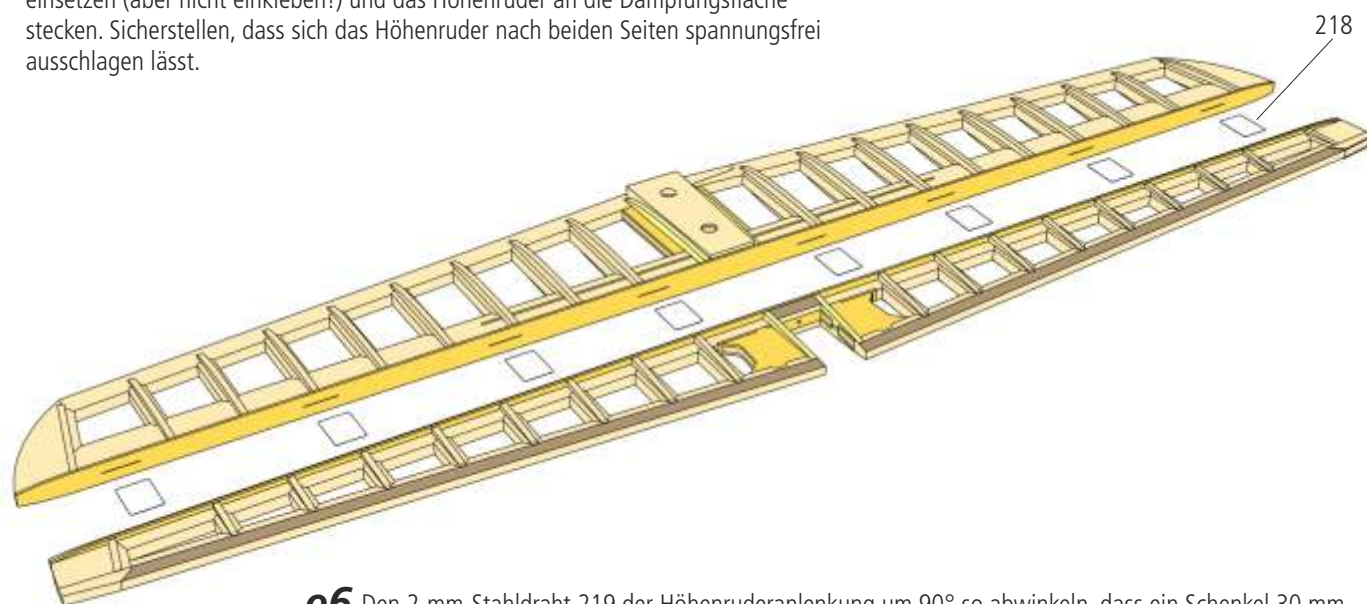 einsetzen (aber nicht einkleben!) und das Höhenruder an die Dämpfungsfläche
stecken. Sicherstellen, dass sich das Höhenruder nach beiden Seiten spannungsfrei
ausschlagen lässt.
218
96 Den 2 mm Stahldraht 219 der Höhenruderanlenkung um 90° so abwinkeln, dass ein Schenkel 30 mm